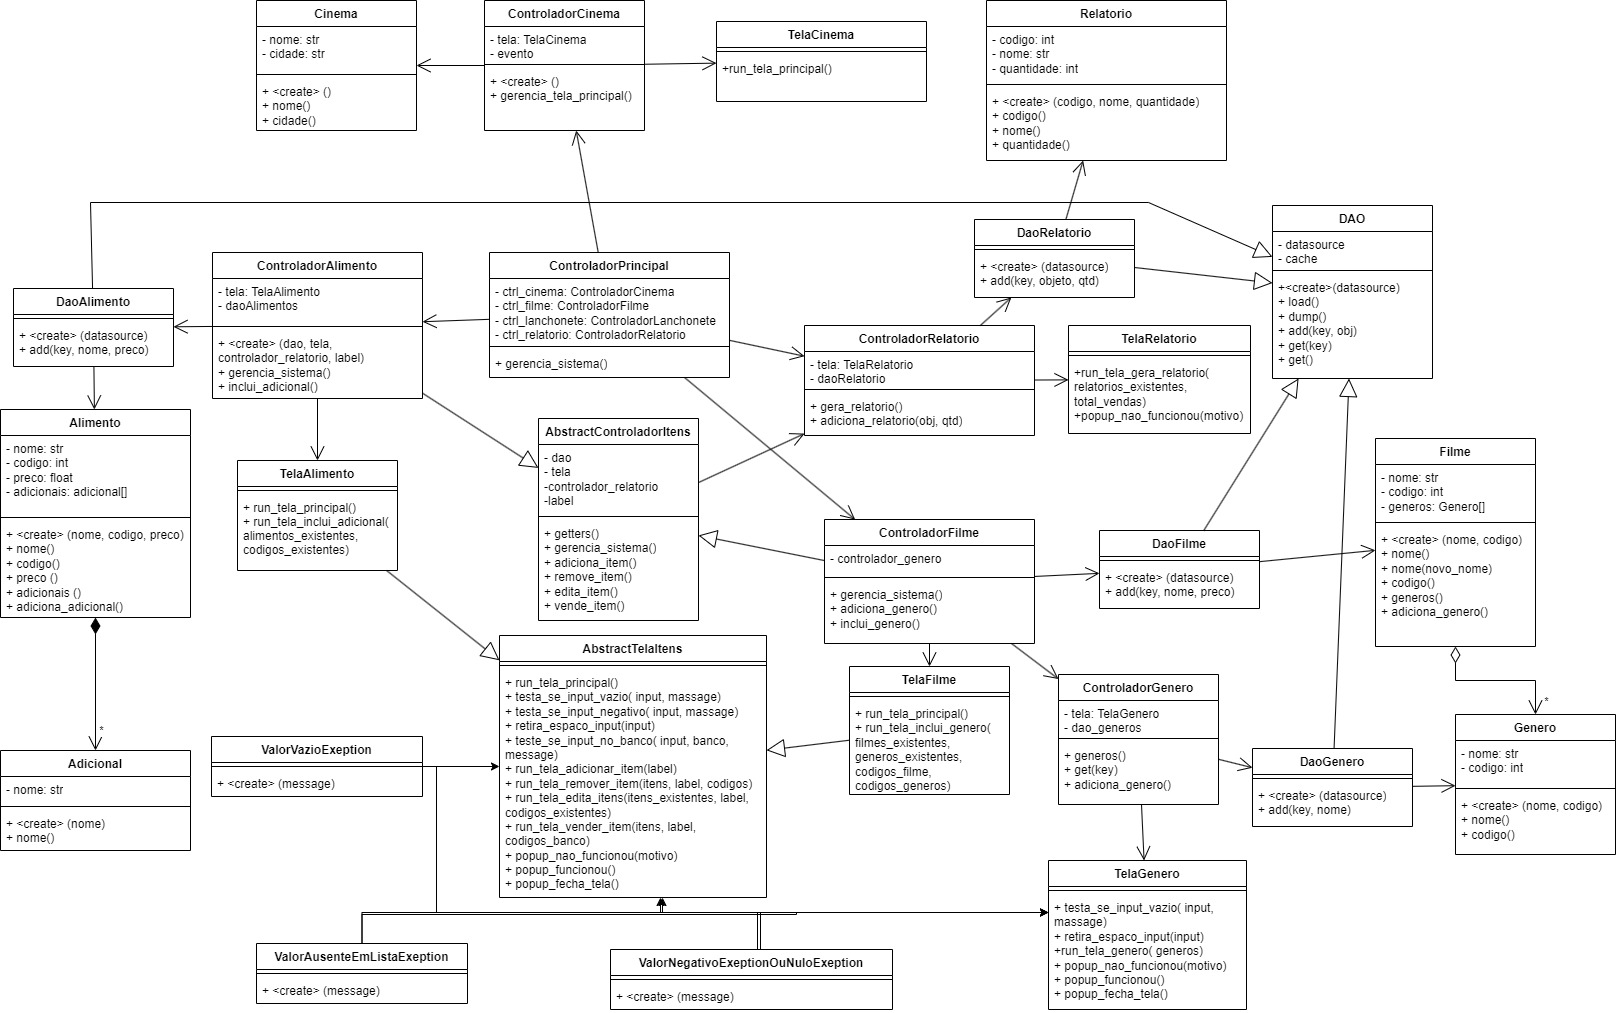 Cinema
- nome: str
- cidade: str
+ <create> ()
+ nome()
+ cidade()
ControladorCinema
- tela: TelaCinema
- evento
+ <create> ()
+ gerencia_tela_principal()
TelaCinema
+run_tela_principal()
Relatorio
- codigo: int
- nome: str
- quantidade: int
+ <create> (codigo, nome, quantidade)
+ codigo()
+ nome()
+ quantidade()
DaoAlimento
+ <create> (datasource)
+ add(key, nome, preco)
ControladorAlimento
- tela: TelaAlimento
- daoAlimentos
+ <create> (dao, tela,
controlador_relatorio, label)
+ gerencia_sistema()
+ inclui_adicional()
ControladorPrincipal
- ctrl_cinema: ControladorCinema
- ctrl_filme: ControladorFilme
- ctrl_lanchonete: ControladorLanchonete
- ctrl_relatorio: ControladorRelatorio
+ gerencia_sistema()
DaoRelatorio
+ <create> (datasource)
+ add(key, objeto, qtd)
DAO
- datasource
- cache
+<create>(datasource)
+ load()
+ dump()
+ add(key, obj)
+ get(key)
+ get()
ControladorRelatorio
- tela: TelaRelatorio
- daoRelatorio
+ gera_relatorio()
+ adiciona_relatorio(obj, qtd)
TelaRelatorio
+run_tela_gera_relatorio(
relatorios_existentes,
total_vendas)
+popup_nao_funcionou(motivo)
Alimento
- nome: str
- codigo: int
- preco: float
- adicionais: adicional[]
+ <create> (nome, codigo, preco)
+ nome()
+ codigo()
+ preco ()
+ adicionais ()
+ adiciona_adicional()
TelaAlimento
+ run_tela_principal()
+ run_tela_inclui_adicional(
alimentos_existentes,
codigos_existentes)
AbstractControladorItens
- dao
- tela
-controlador_relatorio
-label
+ getters()
+ gerencia_sistema()
+ adiciona_item()
+ remove_item()
+ edita_item()
+ vende_item()
ControladorFilme
- controlador_genero
+ gerencia_sistema()
+ adiciona_genero()
+ inclui_genero()
DaoFilme
+ <create> (datasource)
+ add(key, nome, preco)
Filme
- nome: str
- codigo: int
- generos: Genero[]
+ <create> (nome, codigo)
+ nome()
+ nome(novo_nome)
+ codigo()
+ generos()
+ adiciona_genero()
AbstractTelaItens
+ run_tela_principal()
+ testa_se_input_vazio( input, massage)
+ testa_se_input_negativo( input, massage)
+ retira_espaco_input(input)
+ teste_se_input_no_banco( input, banco,
message)
+ run_tela_adicionar_item(label)
+ run_tela_remover_item(itens, label, codigos)
+ run_tela_edita_itens(itens_existentes, label,
codigos_existentes)
+ run_tela_vender_item(itens, label,
codigos_banco)
+ popup_nao_funcionou(motivo)
+ popup_funcionou()
+ popup_fecha_tela()
TelaFilme
+ run_tela_principal()
+ run_tela_inclui_genero(
filmes_existentes,
generos_existentes,
codigos_filme,
codigos_generos)
ControladorGenero
- tela: TelaGenero
- dao_generos
+ generos()
+ get(key)
+ adiciona_genero()
*
Genero
- nome: str
- codigo: int
+ <create> (nome, codigo)
+ nome()
+ codigo()
*
Adicional
- nome: str
+ <create> (nome)
+ nome()
ValorVazioExeption
+ <create> (message)
DaoGenero
+ <create> (datasource)
+ add(key, nome)
TelaGenero
+ testa_se_input_vazio( input,
massage)
+ retira_espaco_input(input)
+run_tela_genero( generos)
+ popup_nao_funcionou(motivo)
+ popup_funcionou()
+ popup_fecha_tela()
ValorAusenteEmListaExeption
+ <create> (message)
ValorNegativoExeptionOuNuloExeption
+ <create> (message)